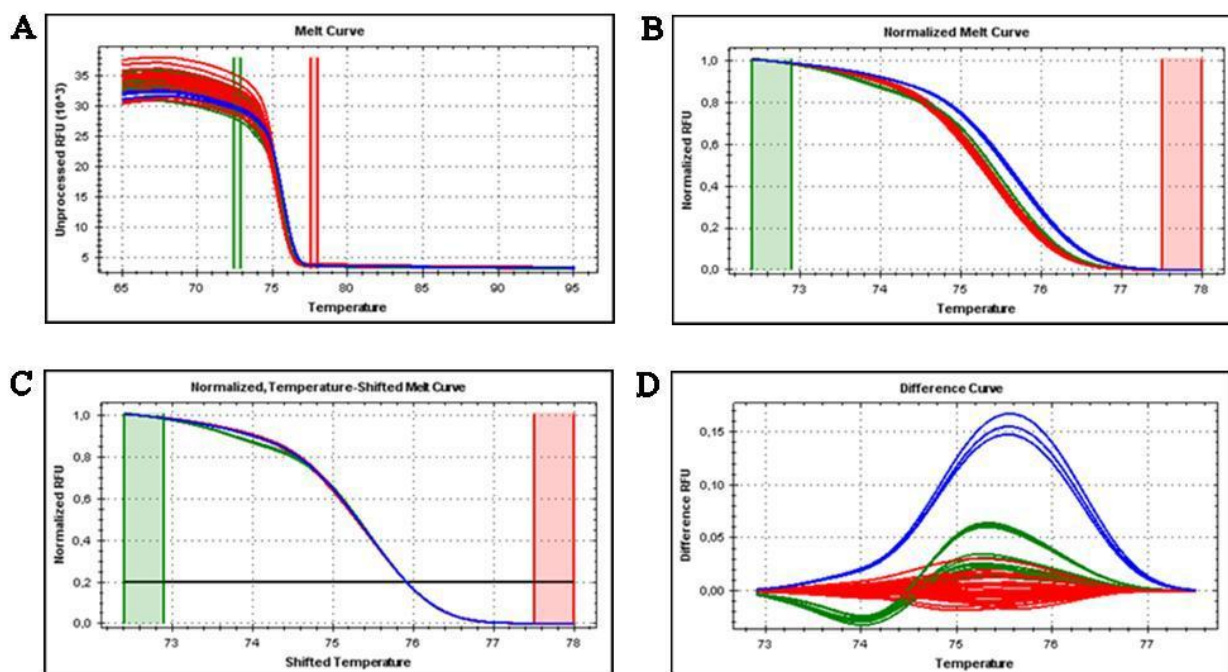 A
Melt Curve
Unprocessed RFU (10^3)
35
30
25
20
15
10
5
65 70 75 80 85 90 95
Temperature
B
Normalized Melt Curve
Normalized RFU
1,0
0,8
0,6
0,4
0,2
0,0
73 74 75 76 77 78
Temperature
C
Normalized, Temperature-Shifted Melt Curve
Normalized RFU
1,0
0,8
0,6
0,4
0,2
0,0
73 74 75 76 77 78
Shifted Temperature
D
Difference Curve
Difference RFU
0,15
0,10
0,05
0,00
73 74 75 76 77
Temperature